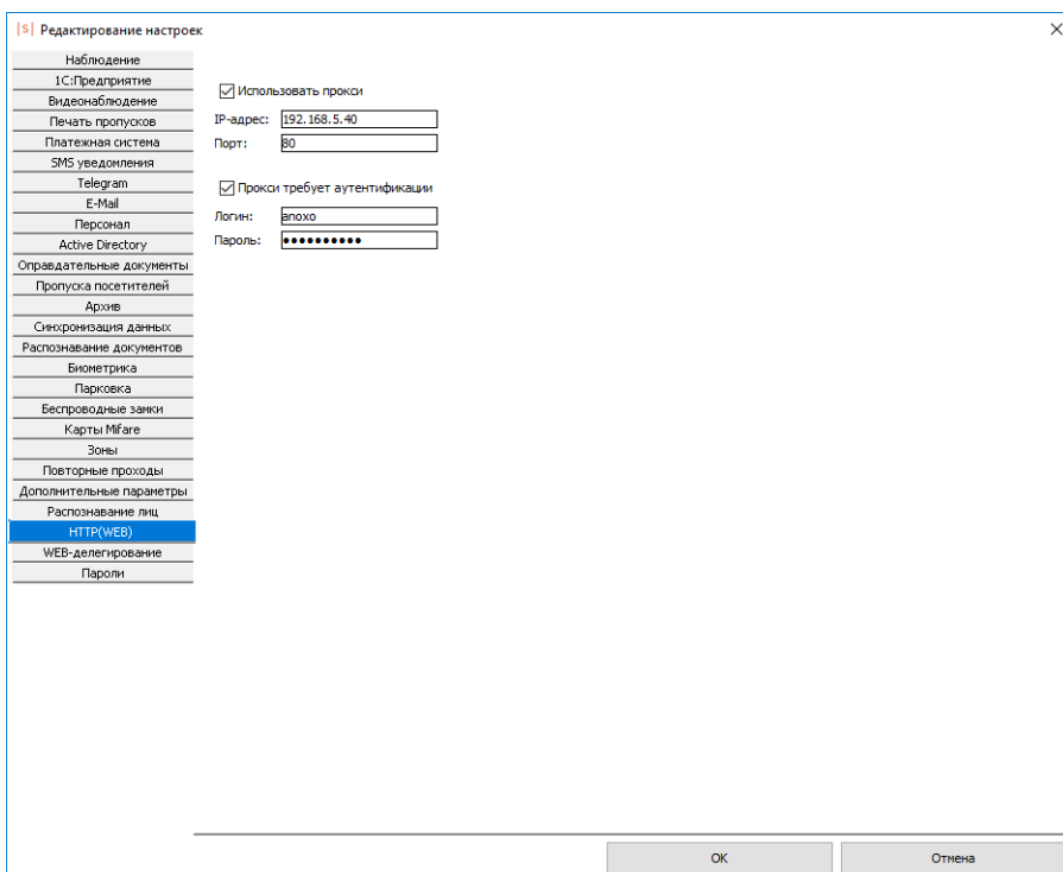 |S| Редактирование настроек
Наблюдение
1С:Предприятие
Видеонаблюдение
Печать пропусков
Платежная система
SMS уведомления
Telegram
E-Mail
Персонал
Active Directory
Оправдательные документы
Пропуска посетителей
Архив
Синхронизация данных
Распознавание документов
Биометрика
Парковка
Беспроводные замки
Карты Mifare
Зоны
Повторные проходы
Дополнительные параметры
Распознавание лиц
HTTP(WEB)
WEB-делегирование
Пароли
Использовать прокси
IP-адрес: 192.168.5.40
Порт: 80
Прокси требует аутентификации
Логин: anoxo
Пароль: ●●●●●●●●●●
OK Отмена